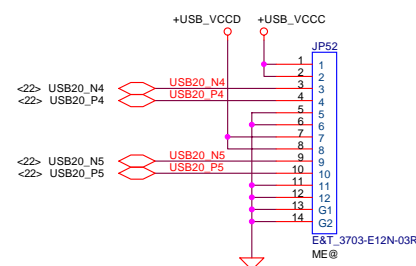 +USB_VCCD +USB_VCCC
JP52
1 1
2 2
<22> USB20_N4 USB20_N4 3 3
<22> USB20_P4 USB20_P4 4 4
5 5
6 6
7 7
8 8
<22> USB20_N5 USB20_N5 9 9
<22> USB20_P5 USB20_P5 10 10
11 11
12 12
13 G1
14 G2
E&T_3703-E12N-03R
ME@